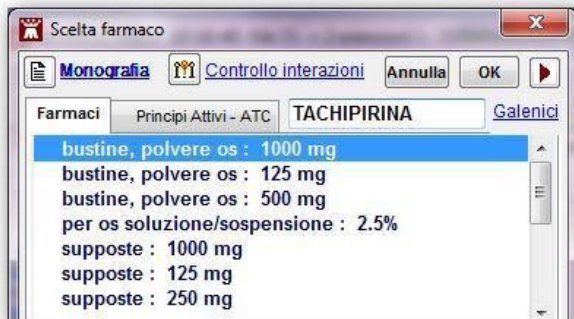 Scelta farmaco
Monografia Controllo interazioni Annulla OK
Farmaci Principi Attivi - ATC TACHIPIRINA Galenici
bustine, polvere os : 1000 mg
bustine, polvere os : 125 mg
bustine, polvere os : 500 mg
per os soluzione/sospensione : 2.5%
supposte : 1000 mg
supposte : 125 mg
supposte : 250 mg